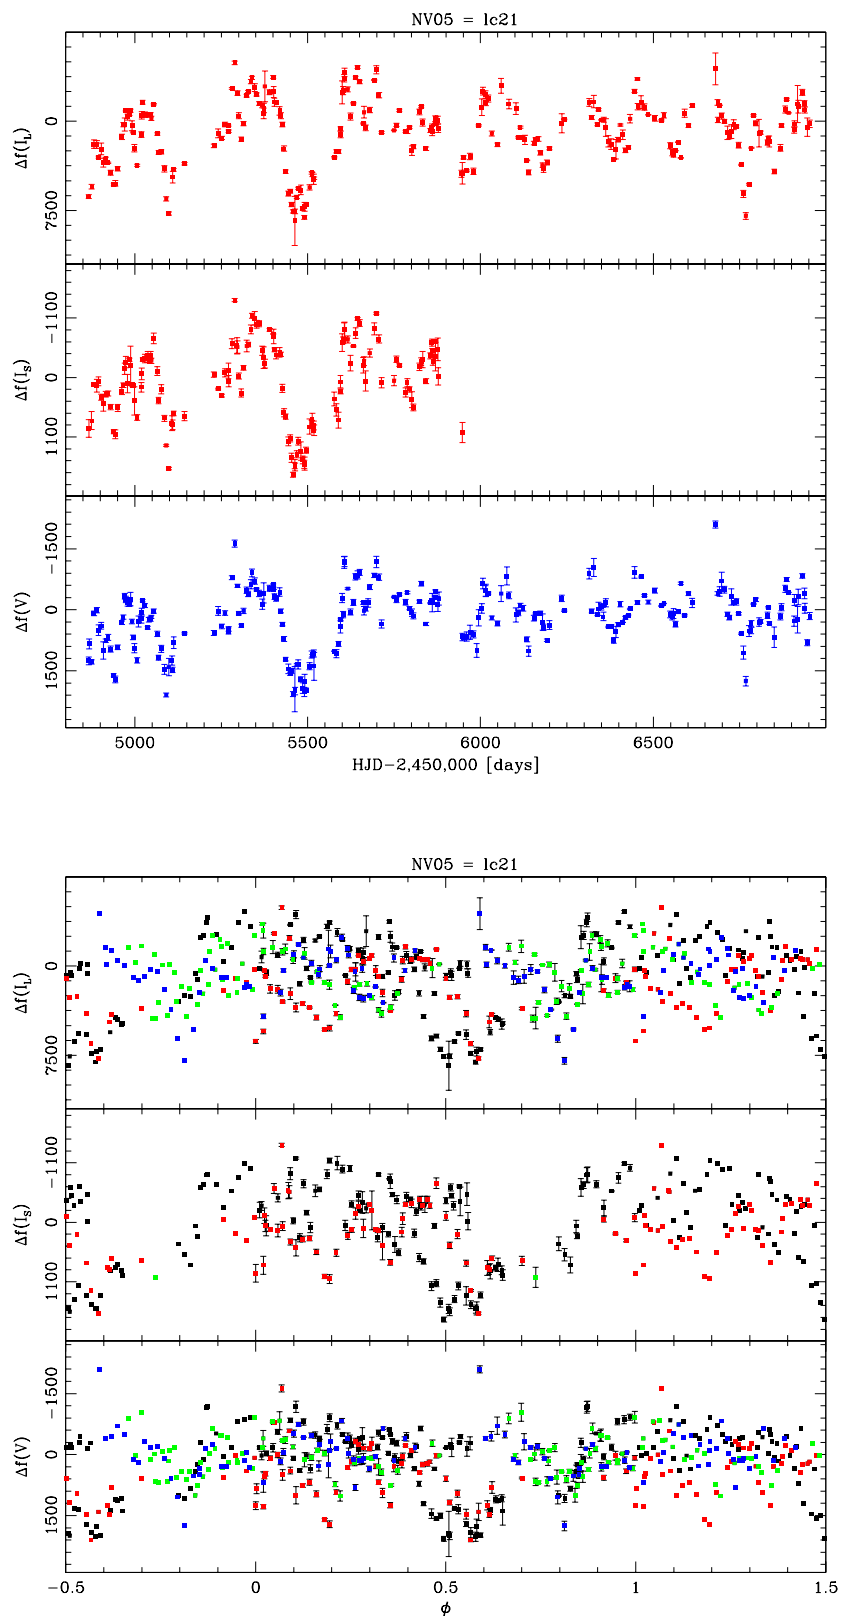 NV05 = lc21
0
7500
Δf(I_L)
−1100
0
1100
Δf(I_S)
−1500
0
1500
Δf(V)
5000 5500 6000 6500
HJD−2,450,000 [days]
NV05 = lc21
0
7500
Δf(I_L)
−1100
0
1100
Δf(I_S)
−1500
0
1500
Δf(V)
−0.5 0 0.5 1 1.5
ϕ